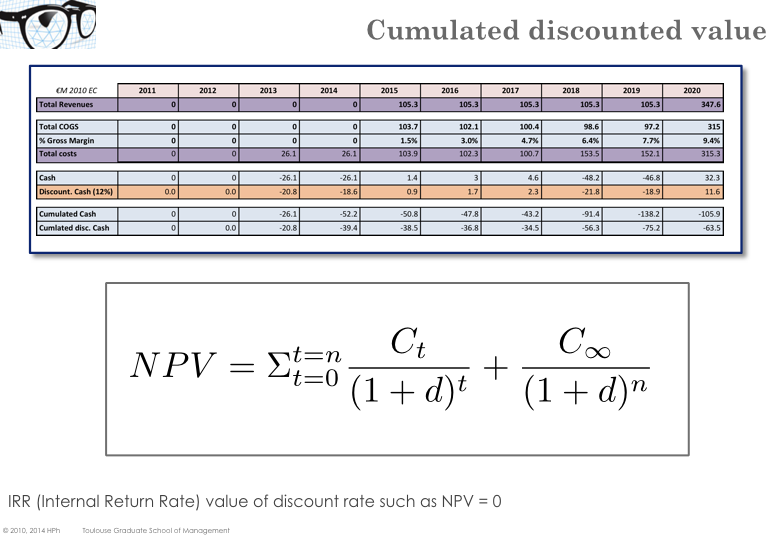 Cumulated discounted value
€M 2010 EC 2011 2012 2013 2014 2015 2016 2017 2018 2019 2020
Total Revenues 0 0 0 0 105.3 105.3 105.3 105.3 105.3 347.6
Total COGS 0 0 0 0 103.7 102.1 100.4 98.6 97.2 315
% Gross Margin 0 0 0 0 1.5% 3.0% 4.7% 6.4% 7.7% 9.4%
Total costs 0 0 26.1 26.1 103.9 102.3 100.7 153.5 152.1 315.3
Cash 0 0 -26.1 -26.1 1.4 3 4.6 -48.2 -46.8 32.3
Discount. Cash (12%) 0.0 0.0 -20.8 -18.6 0.9 1.7 2.3 -21.8 -18.9 11.6
Cumulated Cash 0 0 -26.1 -52.2 -50.8 -47.8 -43.2 -91.4 -138.2 -105.9
Cumlated disc. Cash 0 0.0 -20.8 -39.4 -38.5 -36.8 -34.5 -56.3 -75.2 -63.5
NPV = Σ_{t=0}^{t=n} C_t/(1 + d)^t + C_∞/(1 + d)^n
IRR (Internal Return Rate) value of discount rate such as NPV = 0
© 2010, 2014 HPh Toulouse Graduate School of Management